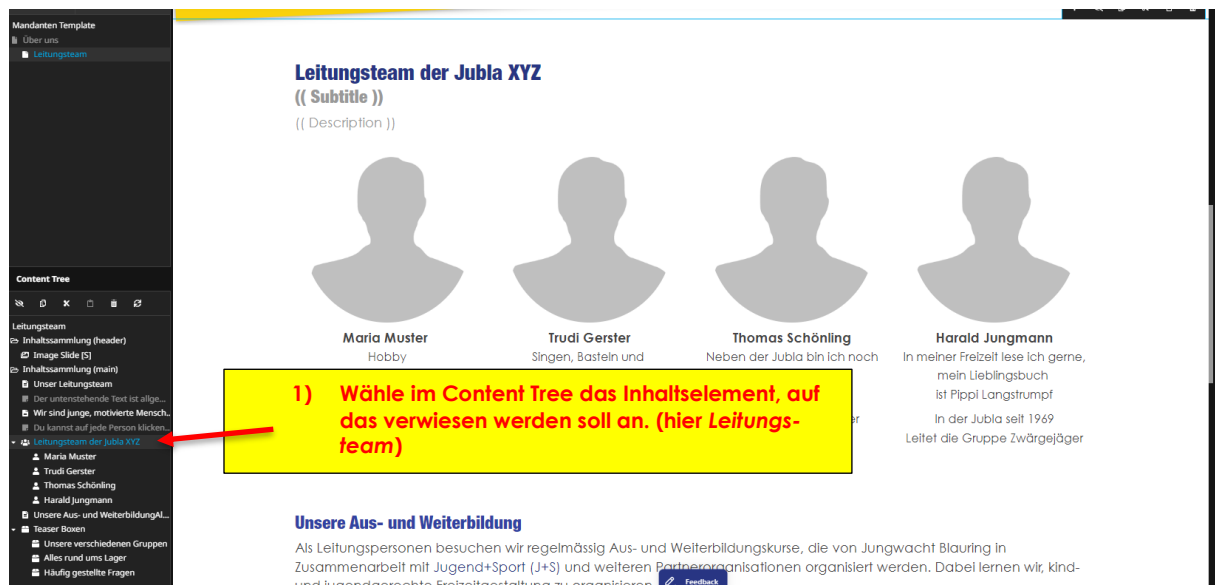 Mandanten Template
Über uns
Leitungsteam
Content Tree
Leitungsteam
Inhaltssammlung (header)
Image Slide [S]
Inhaltssammlung (main)
Unser Leitungsteam
Der untenstehende Text ist allge...
Wir sind junge, motivierte Mensch...
Du kannst auf jede Person klicken...
Leitungsteam der Jubla XYZ
Maria Muster
Trudi Gerster
Thomas Schönling
Harald Jungmann
Unsere Aus- und WeiterbildungAl...
Teaser Boxen
Unsere verschiedenen Gruppen
Alles rund ums Lager
Häufig gestellte Fragen
Leitungsteam der Jubla XYZ
(( Subtitle ))
(( Description ))
Maria Muster
Hobby
Trudi Gerster
Singen, Basteln und
Thomas Schönling
Neben der Jubla bin ich noch
Harald Jungmann
In meiner Freizeit lese ich gerne,
mein Lieblingsbuch
ist Pippi Langstrumpf
In der Jubla seit 1969
Leitet die Gruppe Zwärgejäger
1) Wähle im Content Tree das Inhaltselement, auf
das verwiesen werden soll an. (hier Leitungs-
team)
Unsere Aus- und Weiterbildung
Als Leitungspersonen besuchen wir regelmässig Aus- und Weiterbildungskurse, die von Jungwacht Blauring in
Zusammenarbeit mit Jugend+Sport (J+S) und weiteren Partnerorganisationen organisiert werden. Dabei lernen wir, kind-
und jugendgerechte Freizeitgestaltung zu organisieren.
Feedback